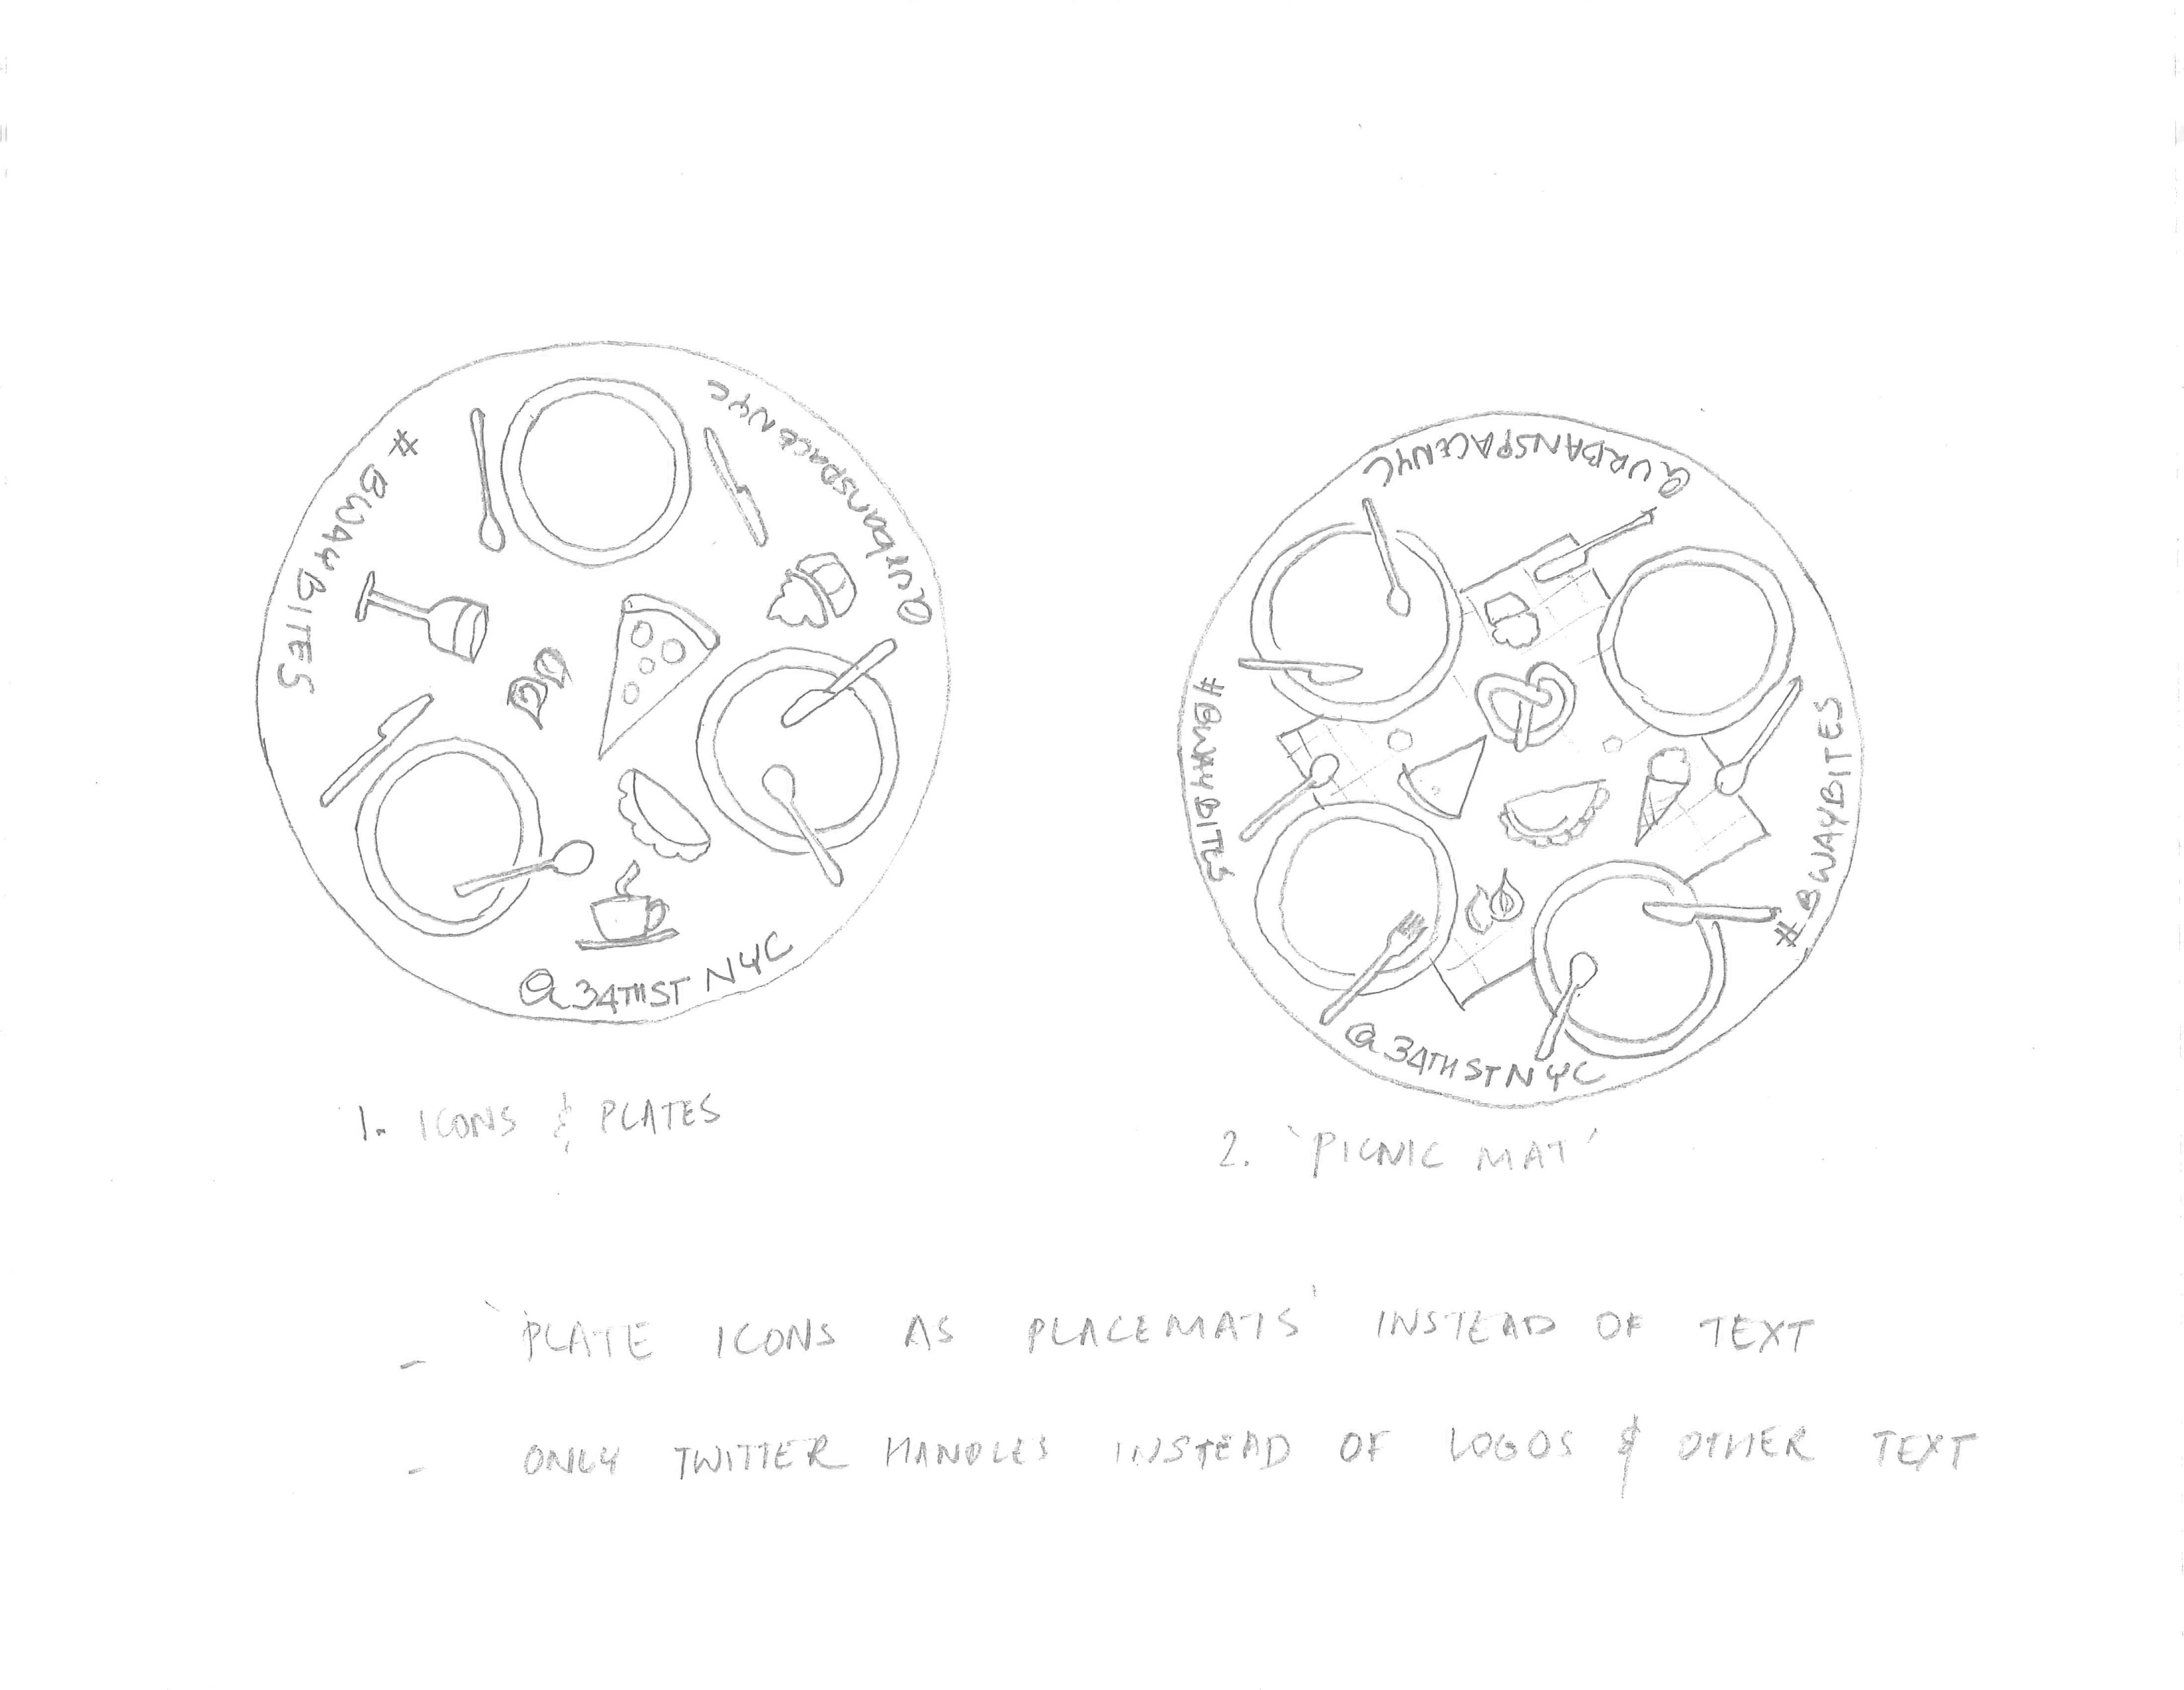 # BWAYBITES
@urbanspaceNYC
@34THST NYC
1. ICONS & PLATES
@URBANSPACENYC
# BWAYBITES
# BWAYBITES
@34THSTNYC
2. 'PICNIC MAT'
- 'PLATE ICONS AS PLACEMATS' INSTEAD OF TEXT
- ONLY TWITTER HANDLES INSTEAD OF LOGOS & OTHER TEXT